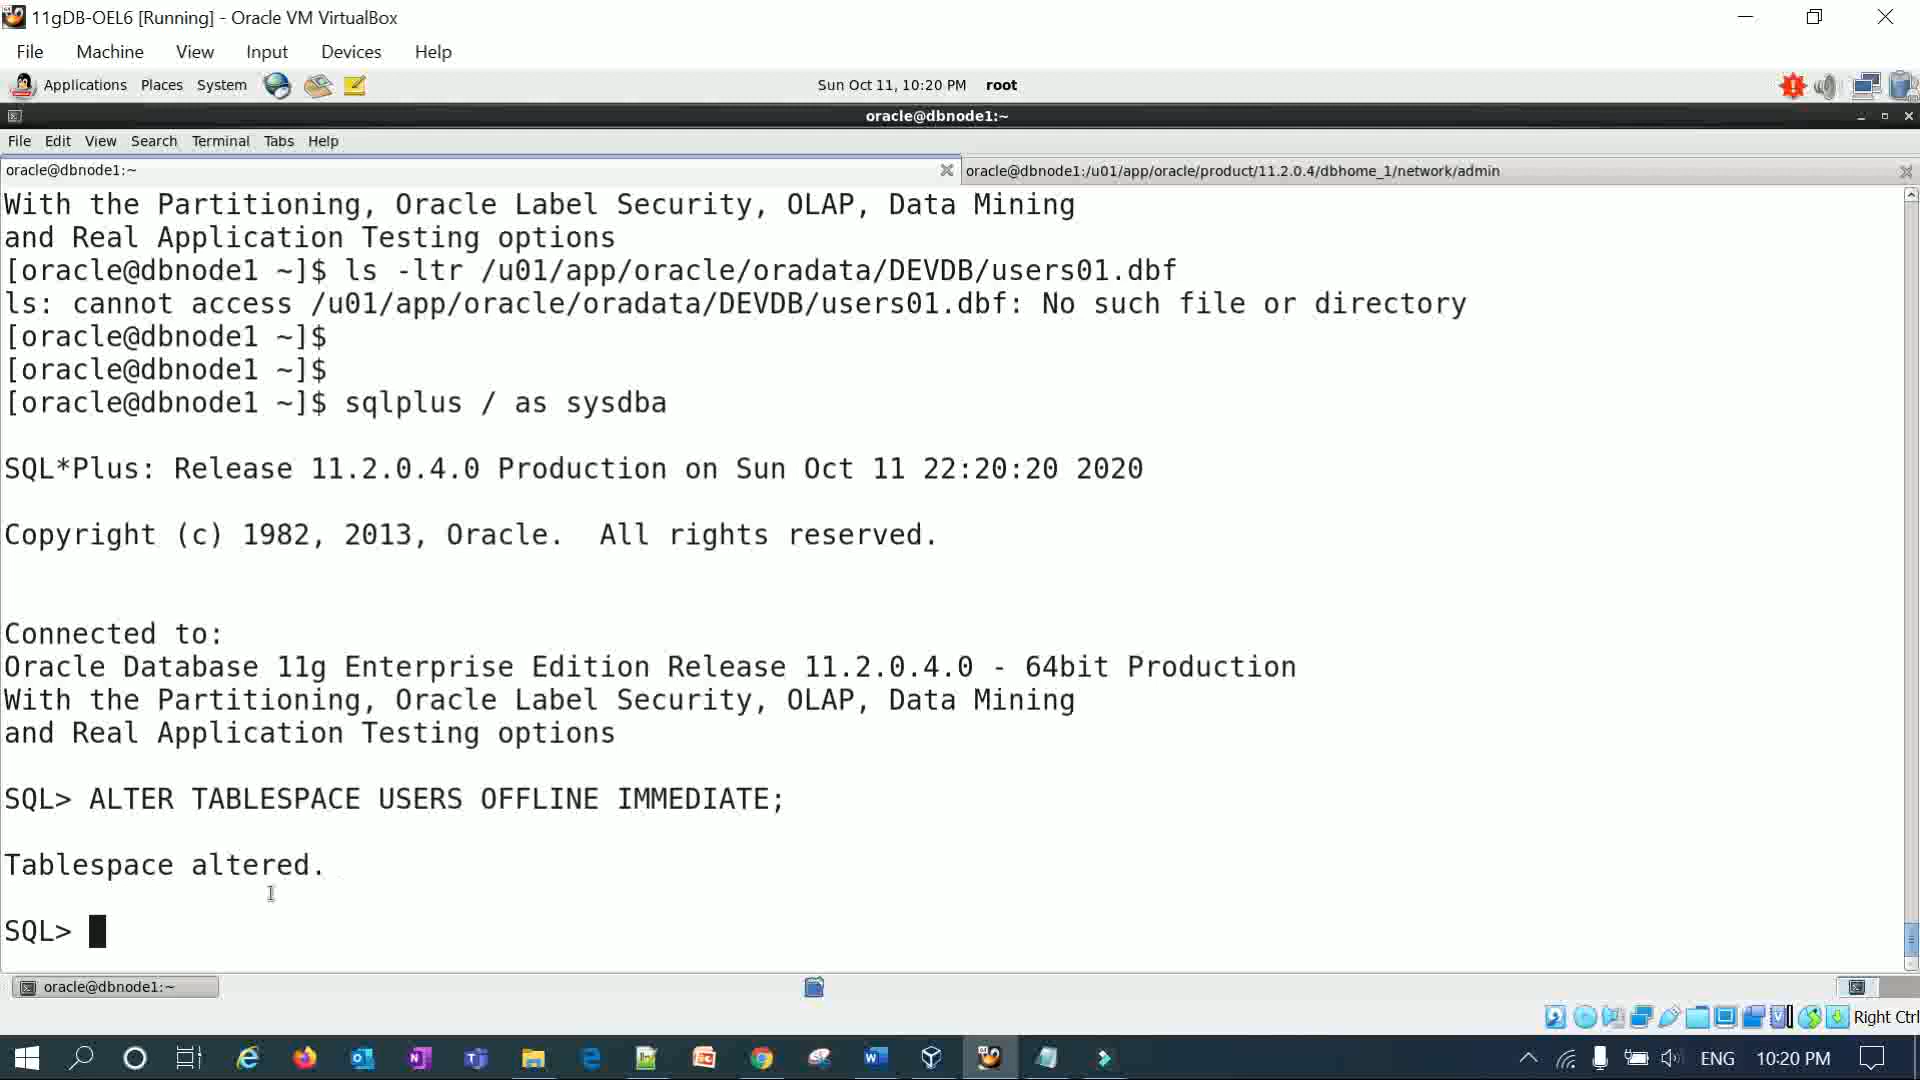 11gDB-OEL6 [Running] - Oracle VM VirtualBox
File Machine View Input Devices Help
Applications Places System Sun Oct 11, 10:20 PM root
oracle@dbnode1:~
File Edit View Search Terminal Tabs Help
oracle@dbnode1:~ oracle@dbnode1:/u01/app/oracle/product/11.2.0.4/dbhome_1/network/admin
With the Partitioning, Oracle Label Security, OLAP, Data Mining
and Real Application Testing options
[oracle@dbnode1 ~]$ ls -ltr /u01/app/oracle/oradata/DEVDB/users01.dbf
ls: cannot access /u01/app/oracle/oradata/DEVDB/users01.dbf: No such file or directory
[oracle@dbnode1 ~]$
[oracle@dbnode1 ~]$
[oracle@dbnode1 ~]$ sqlplus / as sysdba
SQL*Plus: Release 11.2.0.4.0 Production on Sun Oct 11 22:20:20 2020
Copyright (c) 1982, 2013, Oracle.  All rights reserved.
Connected to:
Oracle Database 11g Enterprise Edition Release 11.2.0.4.0 - 64bit Production
With the Partitioning, Oracle Label Security, OLAP, Data Mining
and Real Application Testing options
SQL> ALTER TABLESPACE USERS OFFLINE IMMEDIATE;
Tablespace altered.
SQL>
oracle@dbnode1:~
Right Ctrl
ENG 10:20 PM